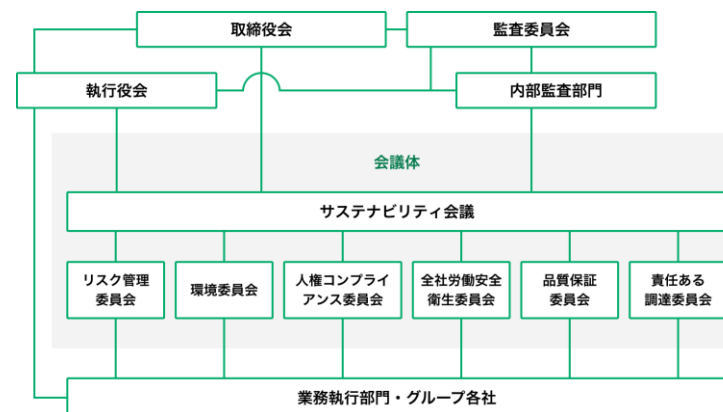 取締役会
監査委員会
執行役会
内部監査部門
会議体
サステナビリティ会議
リスク管理
委員会
環境委員会
人権コンプライ
アンス委員会
全社労働安全
衛生委員会
品質保証
委員会
責任ある
調達委員会
業務執行部門・グループ各社